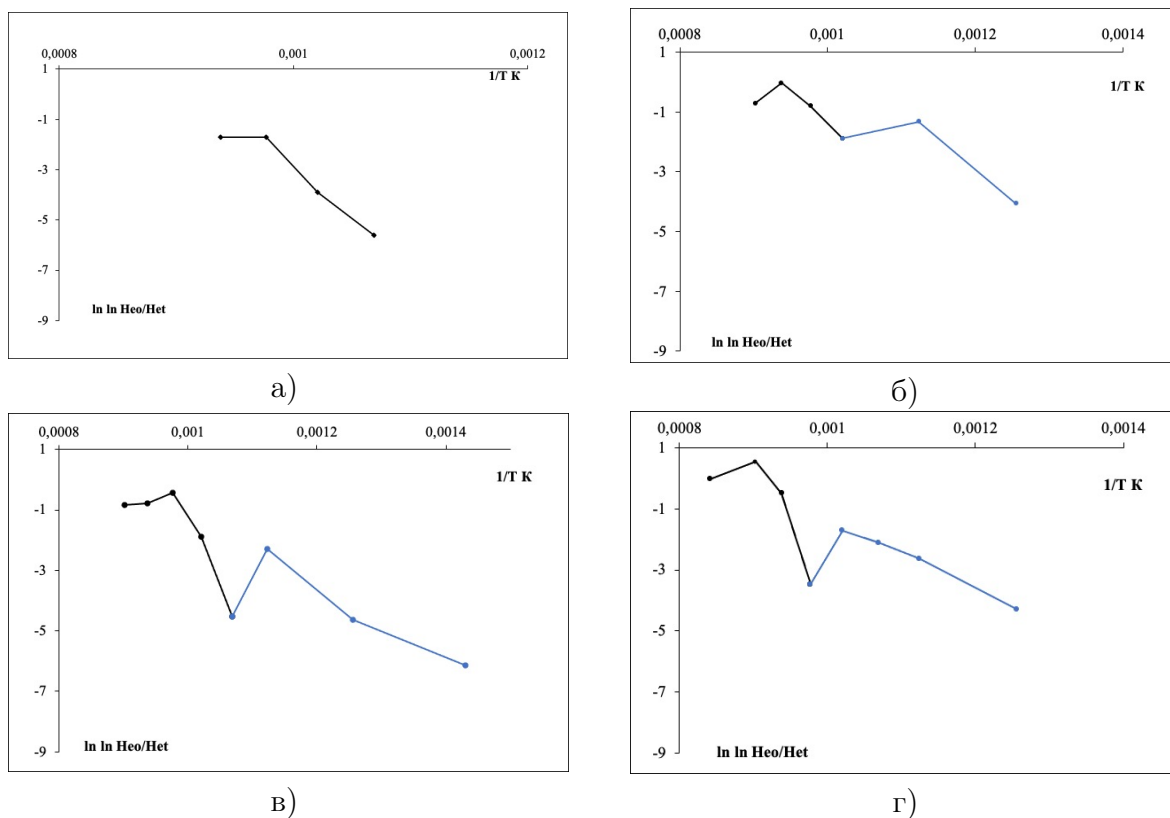 0,0008 0,001 0,0012
1
1/T K
-1
-3
-5
-7
ln ln Heo/Het
-9
а)
0,0008 0,001 0,0012 0,0014
1
1/T K
-1
-3
-5
-7
ln ln Heo/Het
-9
б)
0,0008 0,001 0,0012 0,0014
1
1/T K
-1
-3
-5
-7
ln ln Heo/Het
-9
в)
0,0008 0,001 0,0012 0,0014
1
1/T K
-1
-3
-5
-7
ln ln Heo/Het
-9
г)